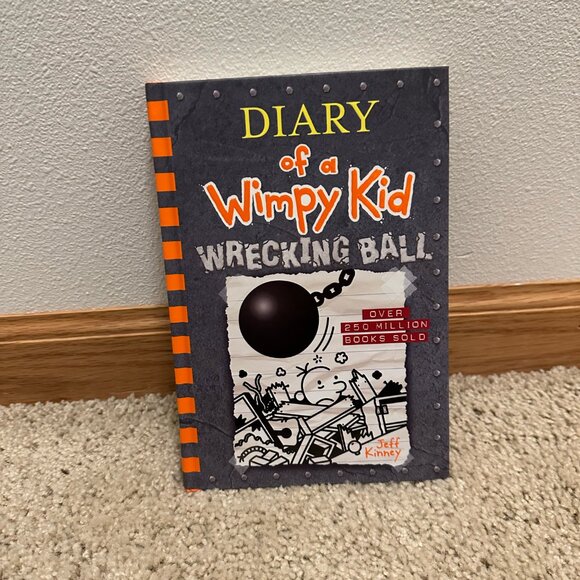 DIARY
of a
Wimpy Kid
WRECKING BALL
OVER
250 MILLION
BOOKS SOLD
Jeff
Kinney